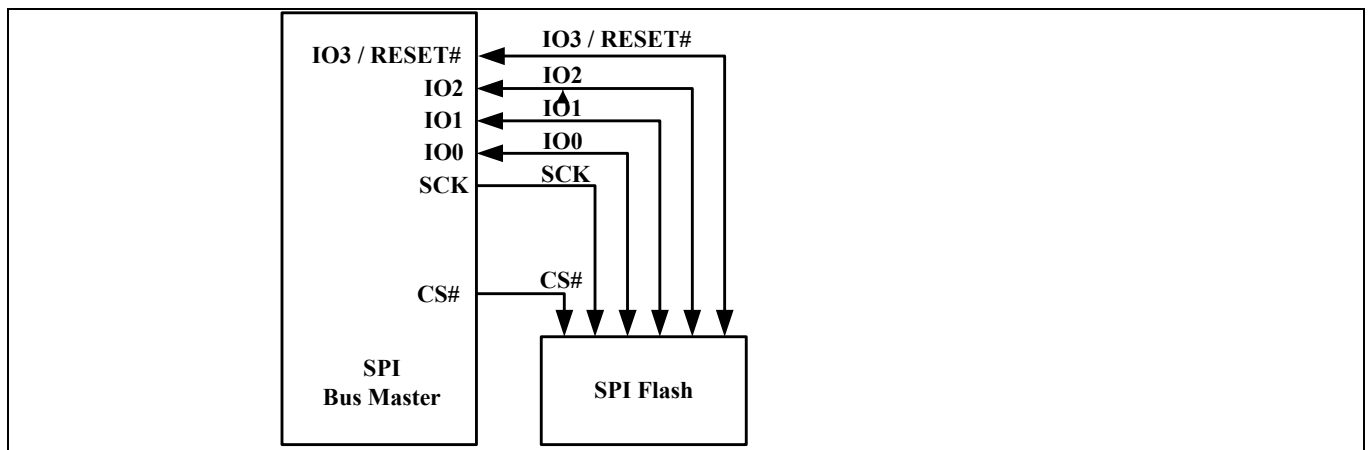 IO3 / RESET#
IO3 / RESET#
IO2
IO2
IO1
IO1
IO0
IO0
SCK
SCK
CS#
CS#
SPI
Bus Master
SPI Flash